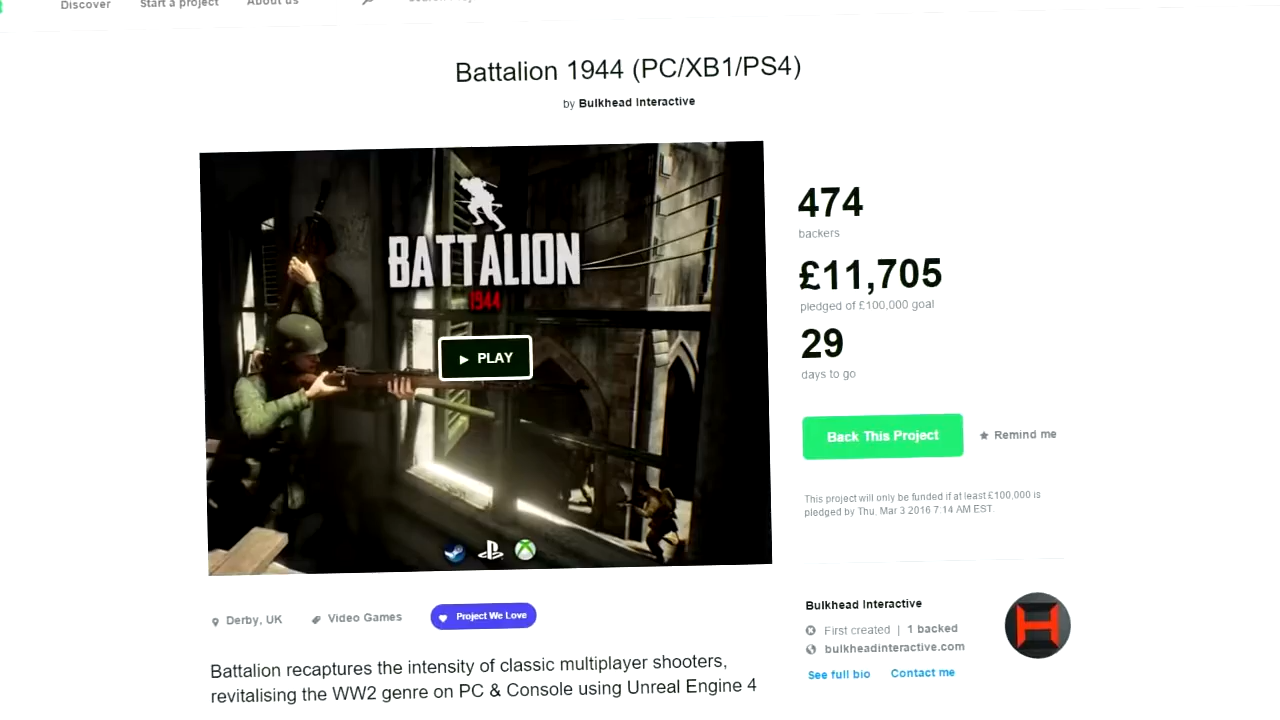 Discover Start a project About us
Battalion 1944 (PC/XB1/PS4)
by Bulkhead Interactive
BATTALION
1944
PLAY
474
backers
£11,705
pledged of £100,000 goal
29
days to go
Back This Project Remind me
This project will only be funded if at least £100,000 is
pledged by Thu, Mar 3 2016 7:14 AM EST.
Derby, UK Video Games Project We Love
Bulkhead Interactive
First created | 1 backed
bulkheadinteractive.com
See full bio Contact me
Battalion recaptures the intensity of classic multiplayer shooters,
revitalising the WW2 genre on PC & Console using Unreal Engine 4